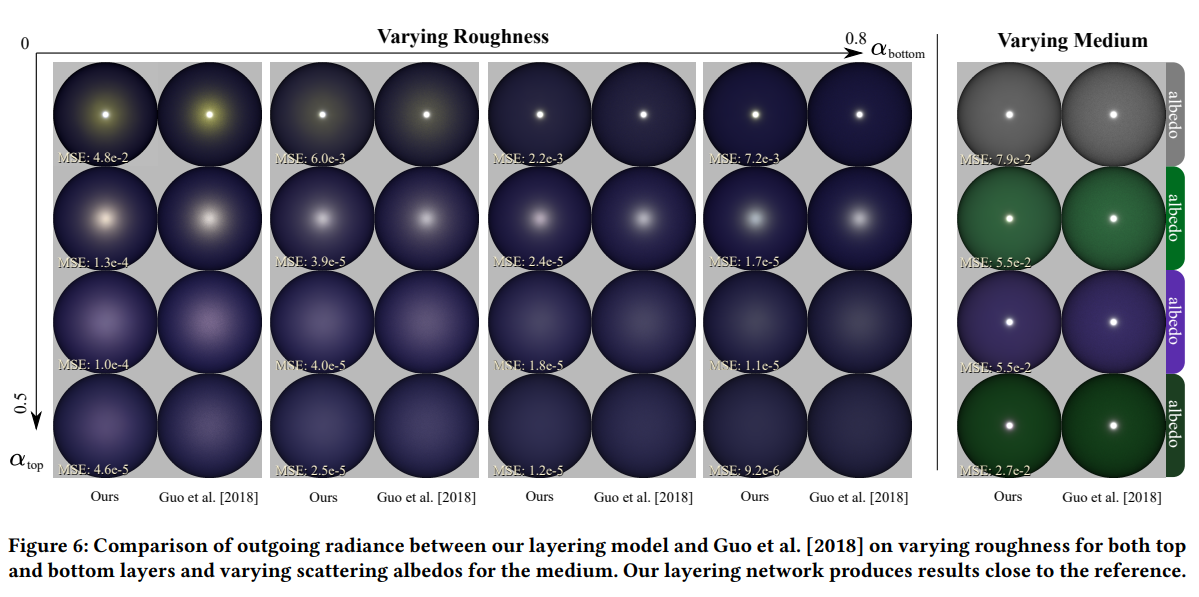 Varying Roughness
Varying Medium
0
0.8
α bottom
MSE: 4.8e-2
MSE: 6.0e-3
MSE: 2.2e-3
MSE: 7.2e-3
MSE: 7.9e-2
albedo
MSE: 1.3e-4
MSE: 3.9e-5
MSE: 2.4e-5
MSE: 1.7e-5
MSE: 5.5e-2
albedo
MSE: 1.0e-4
MSE: 4.0e-5
MSE: 1.8e-5
MSE: 1.1e-5
MSE: 5.5e-2
albedo
0.5
α top
MSE: 4.6e-5
MSE: 2.5e-5
MSE: 1.2e-5
MSE: 9.2e-6
MSE: 2.7e-2
albedo
Ours Guo et al. [2018] Ours Guo et al. [2018] Ours Guo et al. [2018] Ours Guo et al. [2018] Ours Guo et al. [2018]
Figure 6: Comparison of outgoing radiance between our layering model and Guo et al. [2018] on varying roughness for both top
and bottom layers and varying scattering albedos for the medium. Our layering network produces results close to the reference.